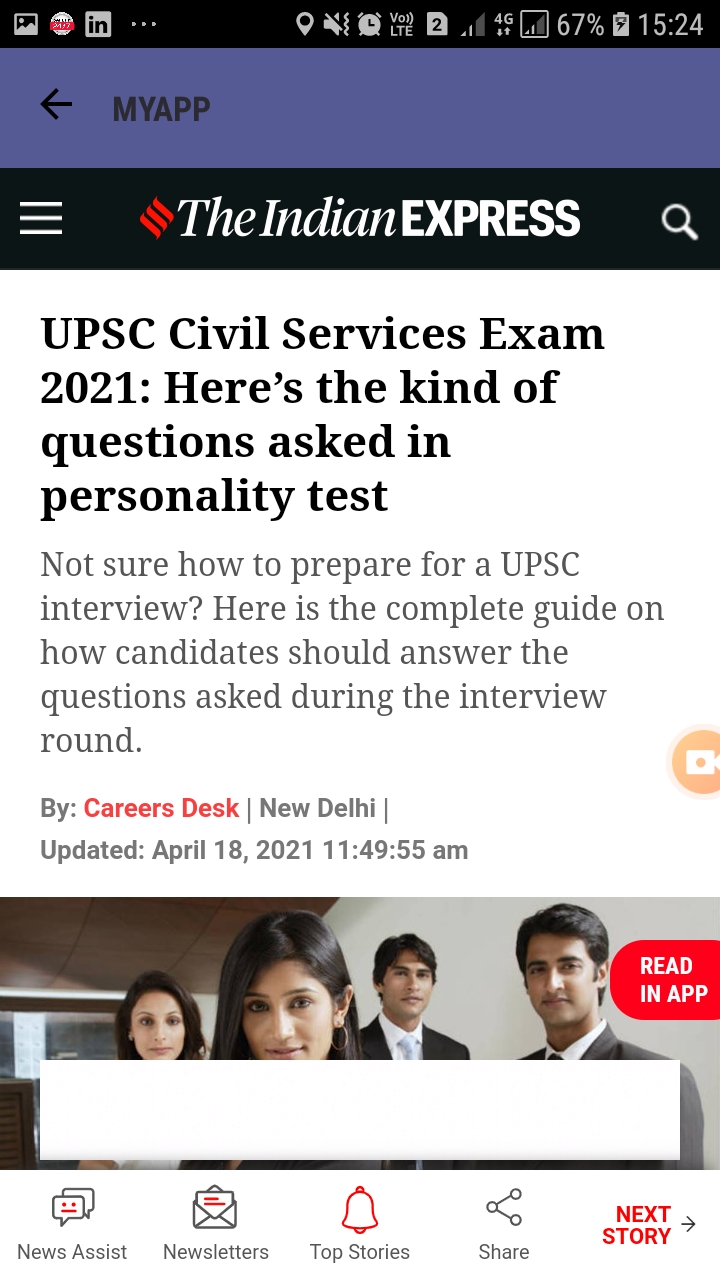 in ... Vo) LTE 2 4G 67% 15:24
MYAPP
The Indian EXPRESS
UPSC Civil Services Exam
2021: Here’s the kind of
questions asked in
personality test
Not sure how to prepare for a UPSC
interview? Here is the complete guide on
how candidates should answer the
questions asked during the interview
round.
By: Careers Desk | New Delhi |
Updated: April 18, 2021 11:49:55 am
READ
IN APP
News Assist
Newsletters
Top Stories
Share
NEXT
STORY